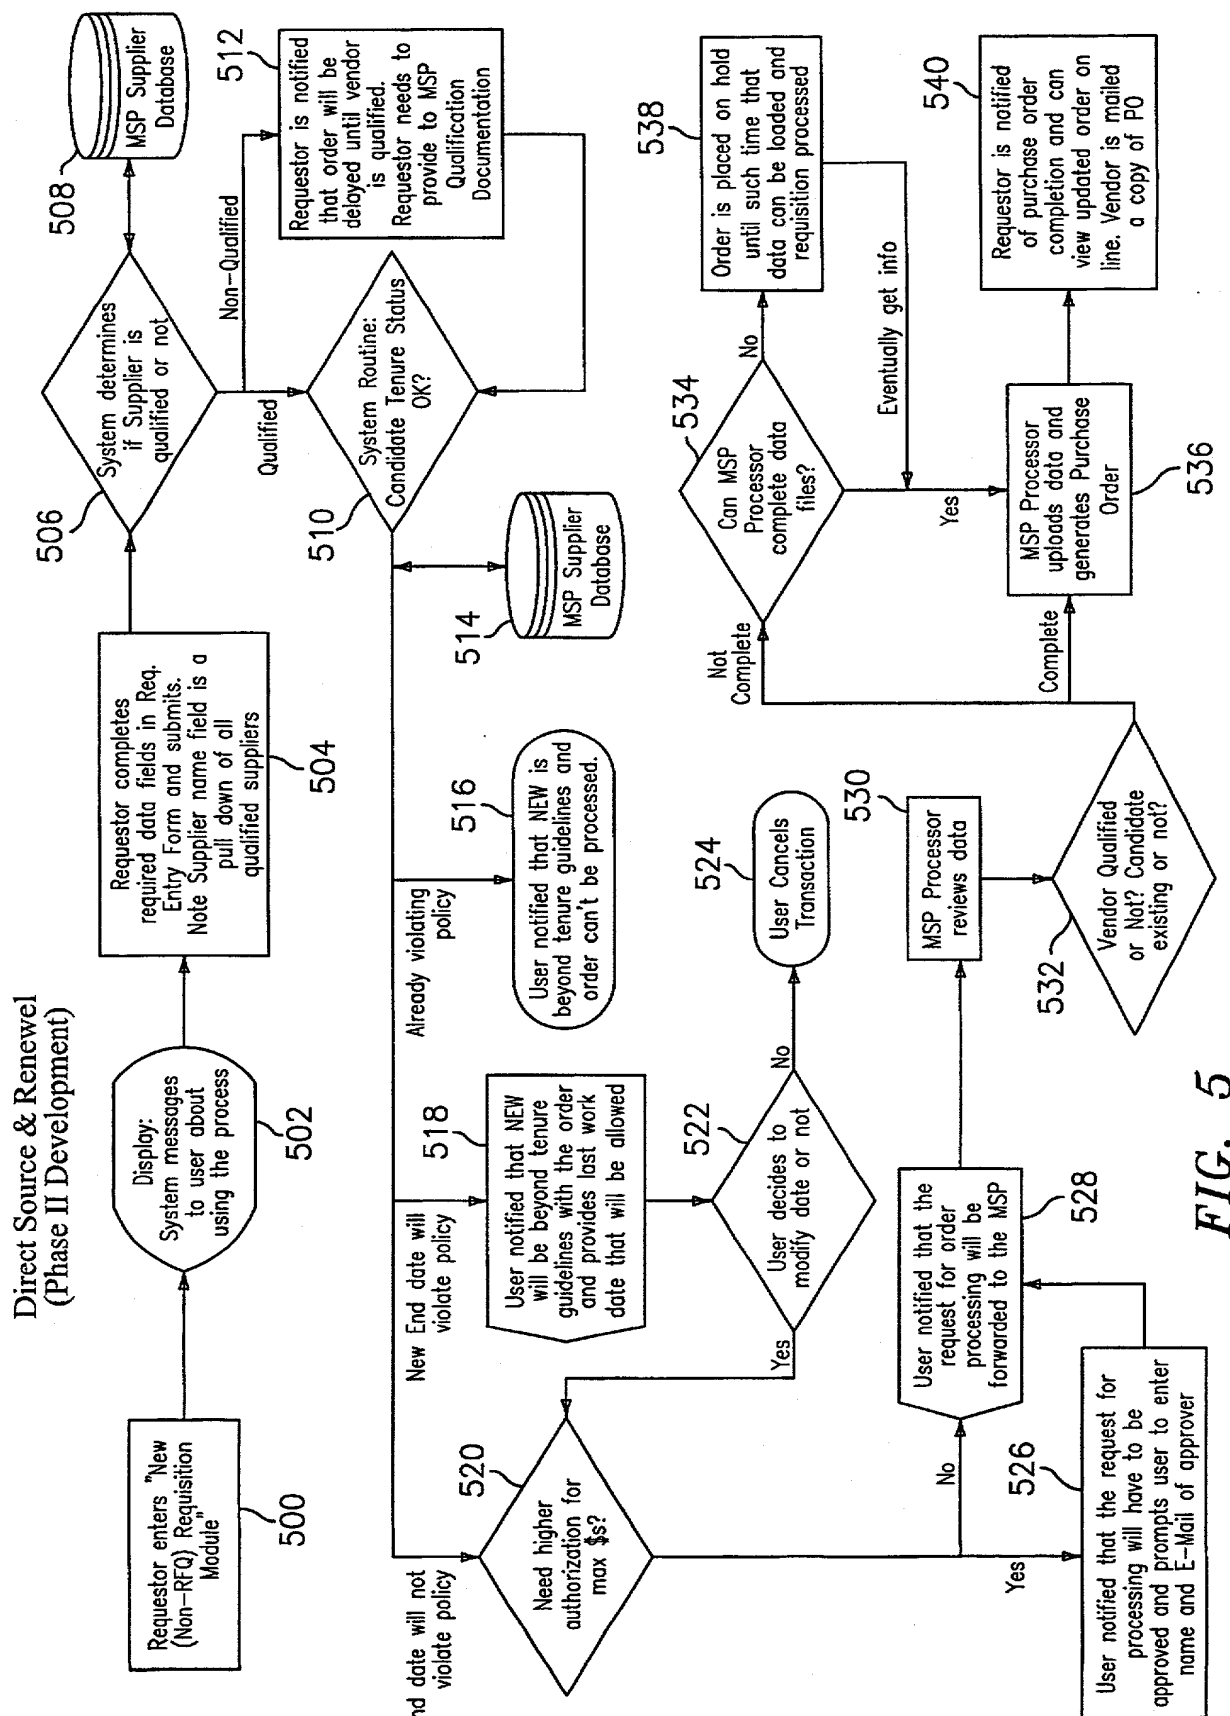 Direct Source & Renewel
(Phase III Development)
Requestor enters "New
(Non-RFQ) Requisition
Module"
500
Display:
System messages
to user about
using the process
502
Requestor completes
required data fields in Req.
Entry Form and submits.
Note Supplier name field is a
pull down of all
qualified suppliers
504
System determines
if Supplier is
qualified or not
506
MSP Supplier
Database
508
Non-Qualified
Qualified
Requestor is notified
that order will be
delayed until vendor
is qualified.
Requestor needs to
provide to MSP
Qualification
Documentation
512
System Routine:
Candidate Tenure Status
OK?
510
MSP Supplier
Database
514
Already violating
policy
User notified that NEW is
beyond tenure guidelines and
order can't be processed.
516
New End date will
violate policy
User notified that NEW
will be beyond tenure
guidelines with the order
and provides last work
date that will be allowed
518
User decides to
modify date or not
522
No
User Cancels
Transaction
524
Yes
date will not
violate policy
Need higher
authorization for
max $s?
520
No
Yes
User notified that the request for
processing will have to be
approved and prompts user to enter
name and E-Mail of approver
526
User notified that the
request for order
processing will be
forwarded to the MSP
528
MSP Processor
reviews data
530
Vendor Qualified
or Not? Candidate
existing or not?
532
Not
Complete
Complete
Can MSP
Processor
complete data
files?
534
No
Yes
Order is placed on hold
until such time that
data can be loaded and
requisition processed
538
Eventually get info
MSP Processor
uploads data and
generates Purchase
Order
536
Requestor is notified
of purchase order
completion and can
view updated order on
line. Vendor is mailed
a copy of PO
540
FIG. 5